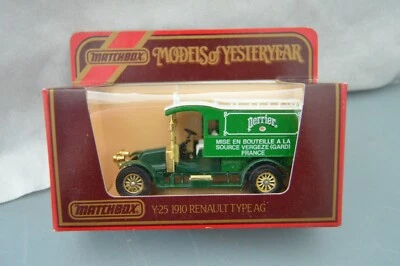 MATCHBOX MODELS of YESTERYEAR
perrier
MISE EN BOUTEILLE A LA
SOURCE VERGEZE (GARD)
FRANCE
MATCHBOX Y-25 1910 RENAULT TYPE AG